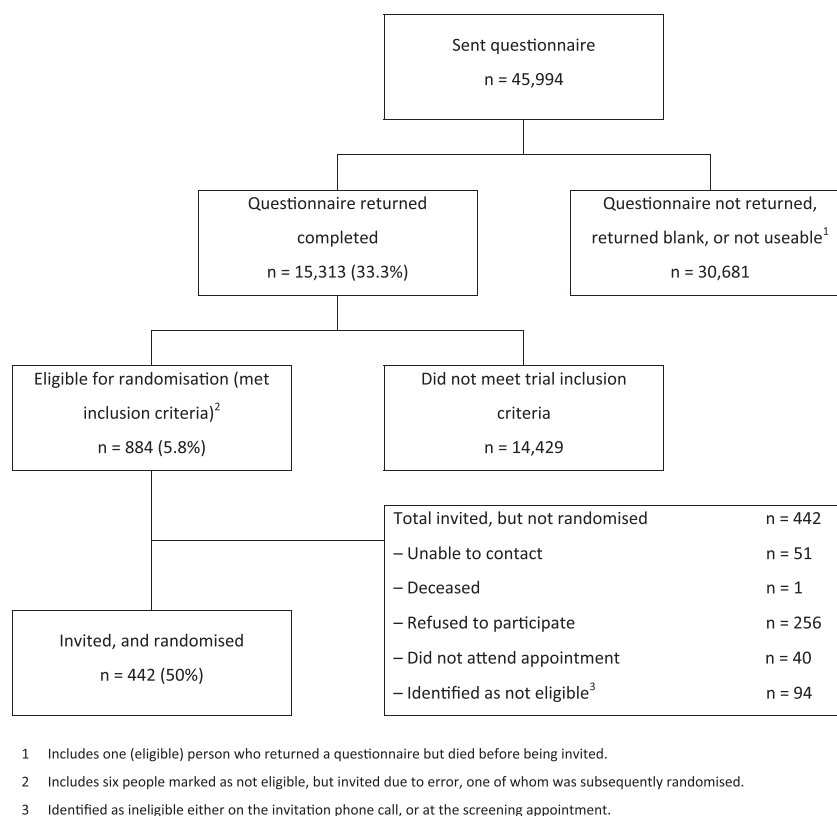 Sent questionnaire
n = 45,994
Questionnaire returned
completed
n = 15,313 (33.3%)
Questionnaire not returned,
returned blank, or not useable1
n = 30,681
Eligible for randomisation (met
inclusion criteria)2
n = 884 (5.8%)
Did not meet trial inclusion
criteria
n = 14,429
Total invited, but not randomised n = 442
– Unable to contact n = 51
– Deceased n = 1
– Refused to participate n = 256
– Did not attend appointment n = 40
– Identified as not eligible3 n = 94
Invited, and randomised
n = 442 (50%)
1 Includes one (eligible) person who returned a questionnaire but died before being invited.
2 Includes six people marked as not eligible, but invited due to error, one of whom was subsequently randomised.
3 Identified as ineligible either on the invitation phone call, or at the screening appointment.